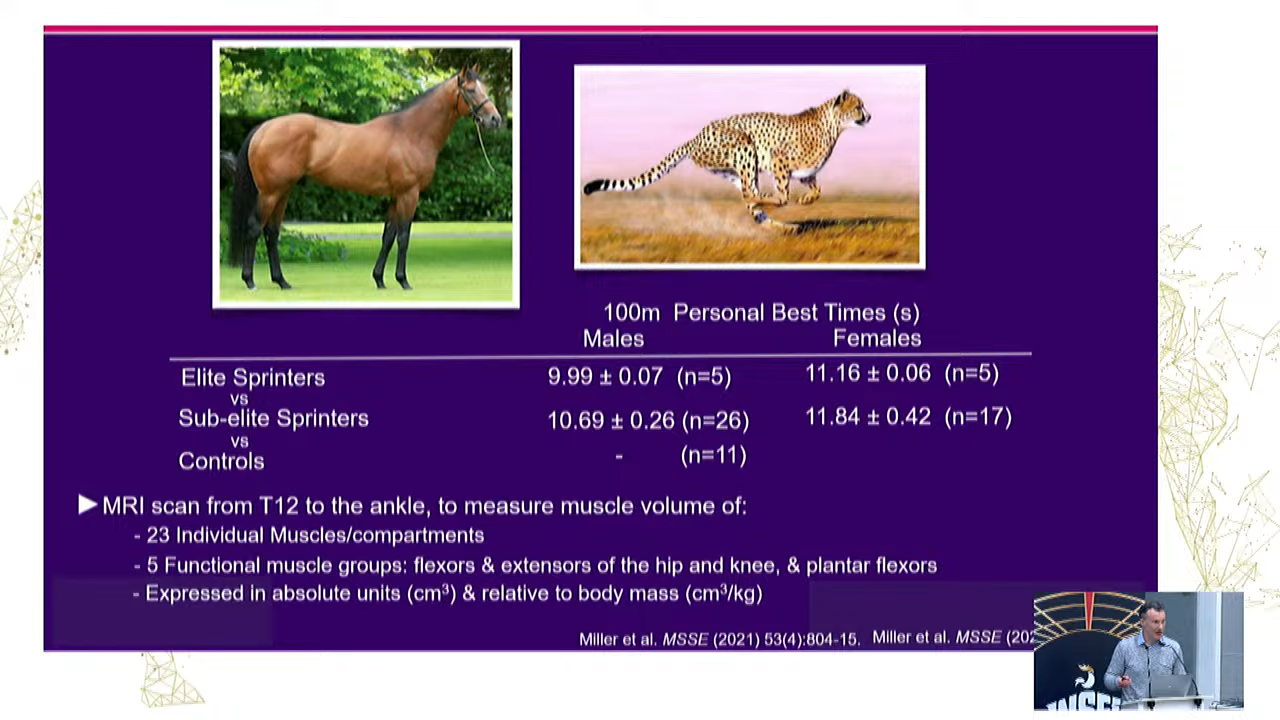 100m Personal Best Times (s)
Males Females
Elite Sprinters 9.99 ± 0.07 (n=5) 11.16 ± 0.06 (n=5)
vs
Sub-elite Sprinters 10.69 ± 0.26 (n=26) 11.84 ± 0.42 (n=17)
vs
Controls - (n=11)
►MRI scan from T12 to the ankle, to measure muscle volume of:
- 23 Individual Muscles/compartments
- 5 Functional muscle groups: flexors & extensors of the hip and knee, & plantar flexors
- Expressed in absolute units (cm³) & relative to body mass (cm³/kg)
Miller et al. MSSE (2021) 53(4):804-15. Miller et al. MSSE (202